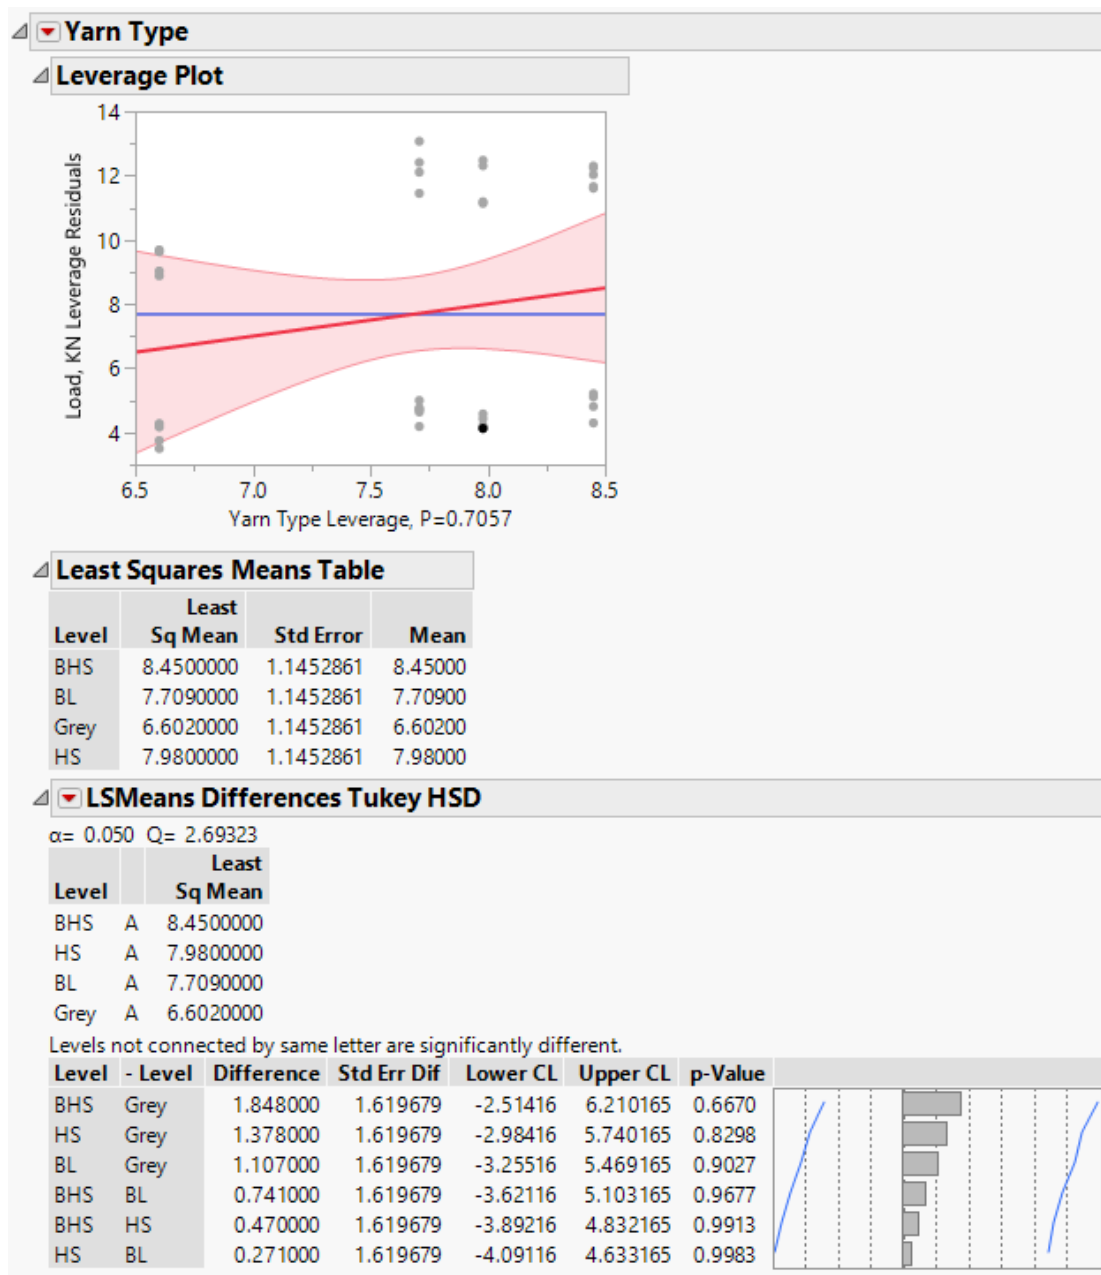 Yarn Type
Leverage Plot
14
12
10
8
6
4
Load, KN Leverage Residuals
6.5 7.0 7.5 8.0 8.5
Yarn Type Leverage, P=0.7057
Least Squares Means Table
Least
Level Sq Mean Std Error Mean
BHS 8.4500000 1.1452861 8.45000
BL 7.7090000 1.1452861 7.70900
Grey 6.6020000 1.1452861 6.60200
HS 7.9800000 1.1452861 7.98000
LSMeans Differences Tukey HSD
α= 0.050 Q= 2.69323
Least
Level Sq Mean
BHS A 8.4500000
HS A 7.9800000
BL A 7.7090000
Grey A 6.6020000
Levels not connected by same letter are significantly different.
Level - Level Difference Std Err Dif Lower CL Upper CL p-Value
BHS Grey 1.848000 1.619679 -2.51416 6.210165 0.6670
HS Grey 1.378000 1.619679 -2.98416 5.740165 0.8298
BL Grey 1.107000 1.619679 -3.25516 5.469165 0.9027
BHS BL 0.741000 1.619679 -3.62116 5.103165 0.9677
BHS HS 0.470000 1.619679 -3.89216 4.832165 0.9913
HS BL 0.271000 1.619679 -4.09116 4.633165 0.9983